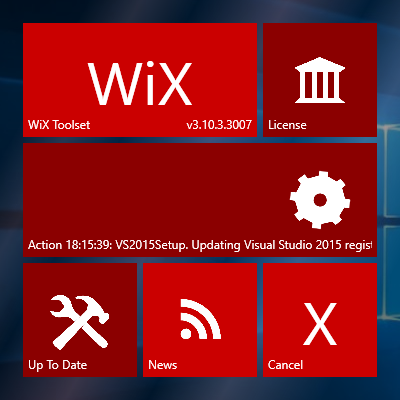 WiX
WiX Toolset
v3.10.3.3007
License
Action 18:15:39: VS2015Setup. Updating Visual Studio 2015 regist
Up To Date
News
X
Cancel